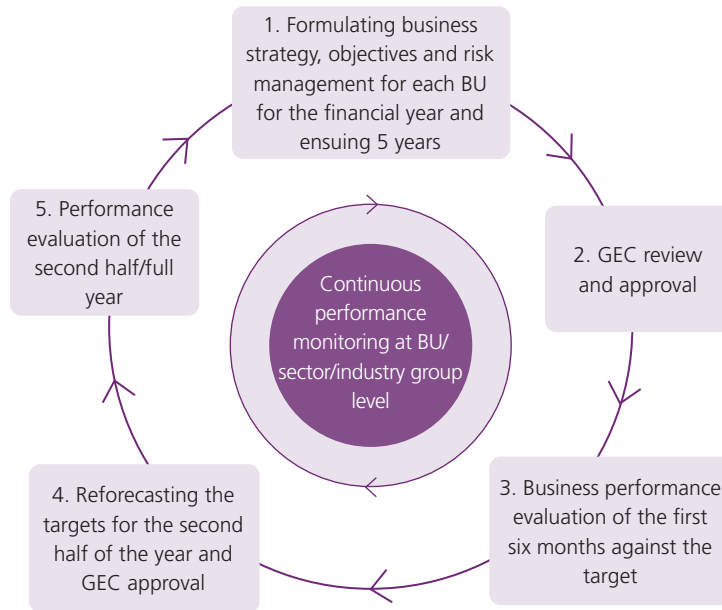 1. Formulating business
strategy, objectives and risk
management for each BU
for the financial year and
ensuing 5 years
2. GEC review
and approval
3. Business performance
evaluation of the first
six months against the
target
4. Reforecasting the
targets for the second
half of the year and
GEC approval
5. Performance
evaluation of the
second half/full
year
Continuous
performance
monitoring at BU/
sector/industry group
level